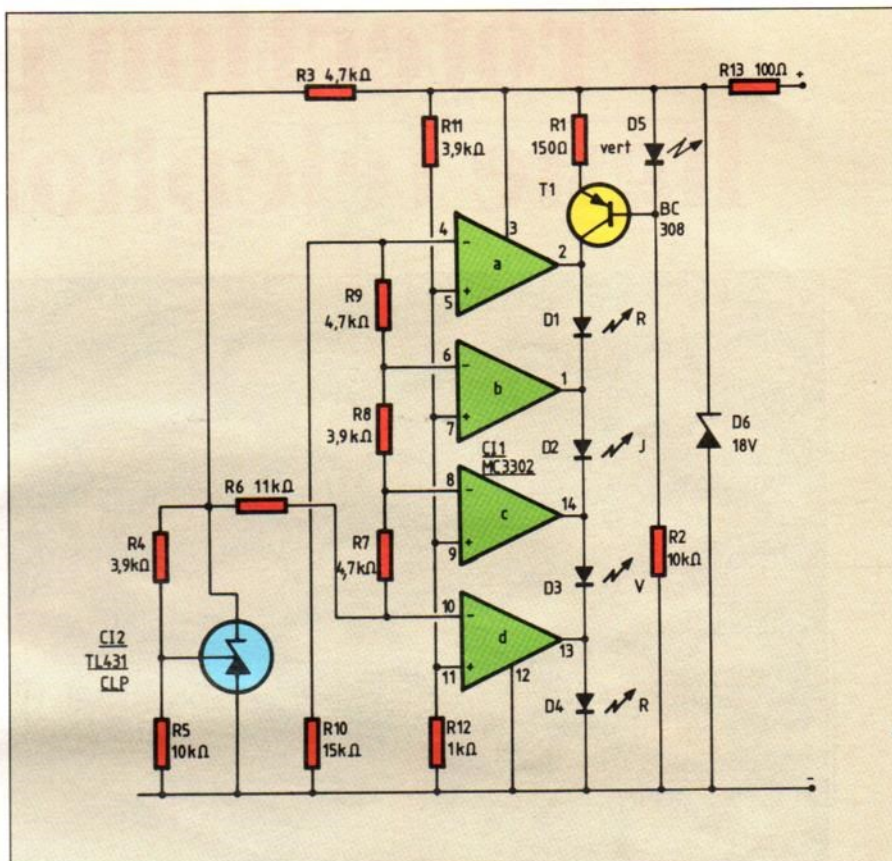 R3 4,7kΩ
R13 100Ω
+
R11
3,9kΩ
R1
150Ω
D5
vert
T1
BC
308
4
-
3
a
2
5
+
R9
4,7kΩ
D1
R
6
-
b
1
7
+
R8
3,9kΩ
CI1
MC3302
D2
J
D6
18V
8
-
c
14
9
+
R6 11kΩ
R4
3,9kΩ
R7
4,7kΩ
R2
10kΩ
D3
V
10
-
d
13
11
+
12
CI2
TL431
CLP
D4
R
R5
10kΩ
R10
15kΩ
R12
1kΩ
-